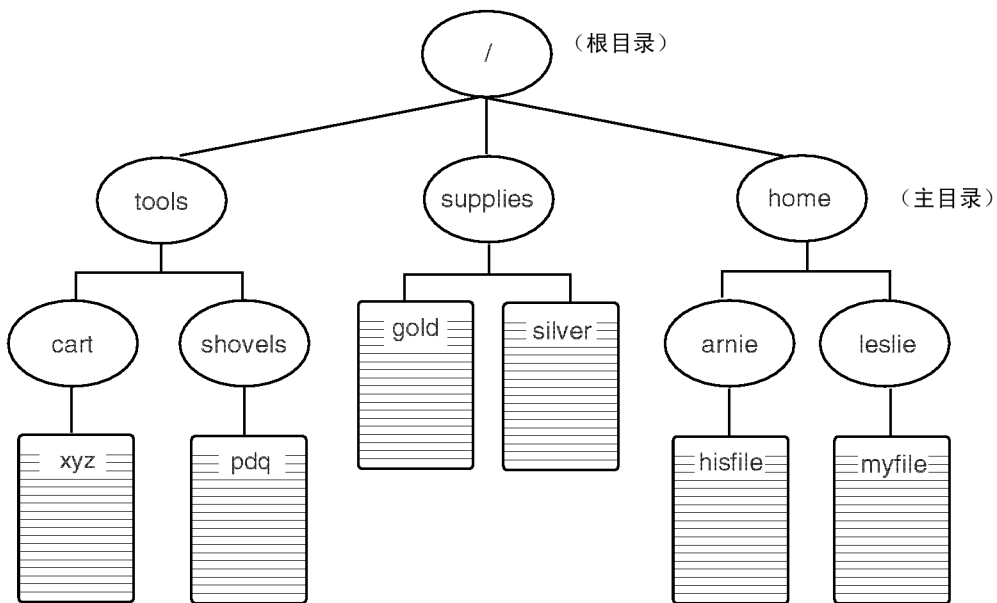 /
（根目录）
tools
supplies
home
（主目录）
cart
shovels
gold
silver
arnie
leslie
xyz
pdq
hisfile
myfile